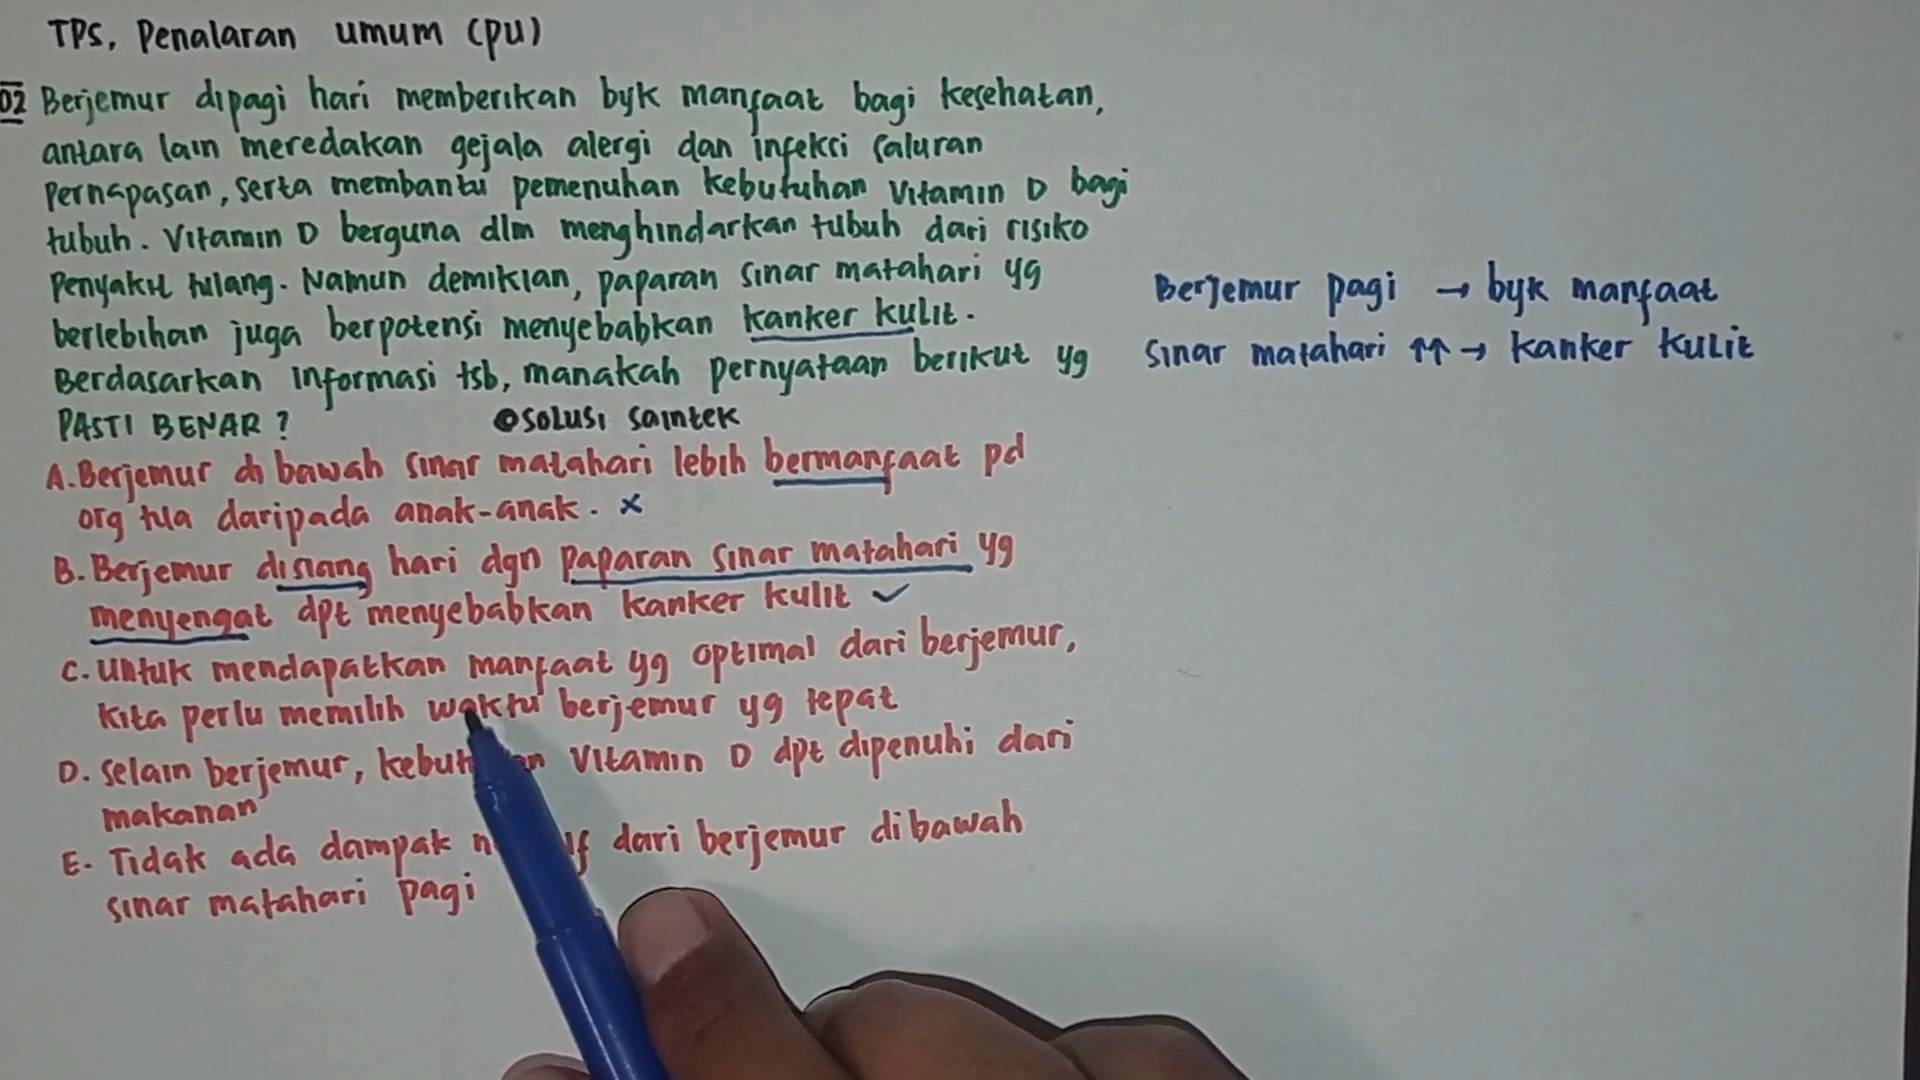 TPS, Penalaran umum (PU)
02 Berjemur dipagi hari memberikan byk manfaat bagi kesehatan,
antara lain meredakan gejala alergi dan infeksi saluran
Pernapasan, serta membantu pemenuhan kebutuhan Vitamin D bagi
tubuh. Vitamin D berguna dlm menghindarkan tubuh dari risiko
Penyakit tulang. Namun demikian, paparan sinar matahari yg
berlebihan juga berpotensi menyebabkan kanker kulit.
Berdasarkan informasi tsb, manakah pernyataan berikut yg
PASTI BENAR?
@solusi saintek
A. Berjemur di bawah sinar matahari lebih bermanfaat pd
org tua daripada anak-anak. x
B. Berjemur disiang hari dgn paparan sinar matahari yg
menyengat dpt menyebabkan kanker kulit ✓
C. Untuk mendapatkan manfaat yg optimal dari berjemur,
kita perlu memilih waktu berjemur yg tepat
D. selain berjemur, Vitamin D dpt dipenuhi dari
makanan
E. Tidak ada dampak dari berjemur dibawah
sinar matahari pagi
Berjemur pagi → byk manfaat
Sinar matahari ↑↑ → kanker kulit